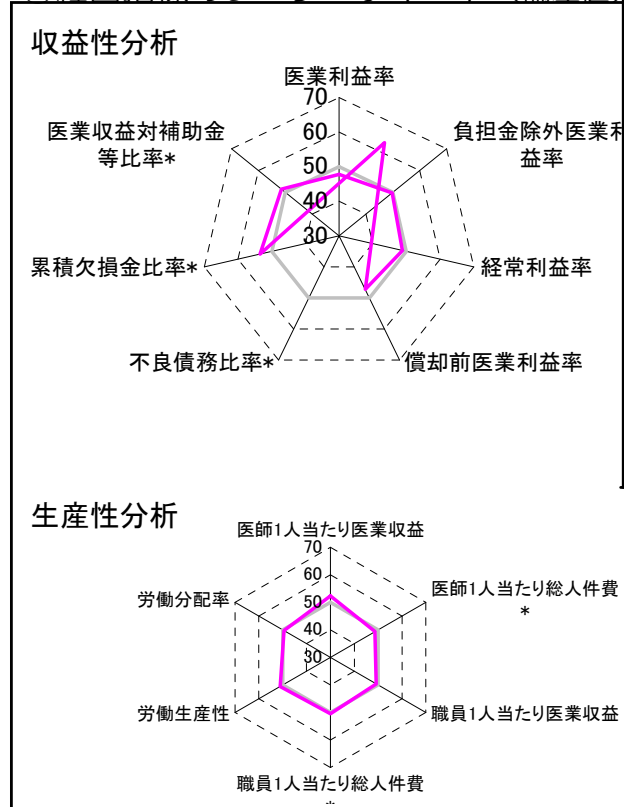 収益性分析
医業利益率
70
60
50
40
30
負担金除外医業利
益率
経常利益率
償却前医業利益率
不良債務比率*
累積欠損金比率*
医業収益対補助金
等比率*
生産性分析
医師1人当たり医業収益
70
60
50
40
30
医師1人当たり総人件費
*
職員1人当たり医業収益
職員1人当たり総人件費
*
労働生産性
労働分配率